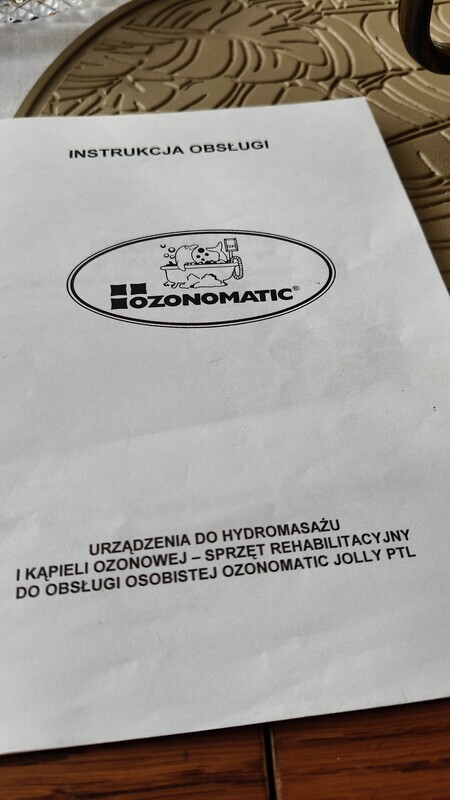 INSTRUKCJA OBSŁUGI
OZONOMATIC®
URZĄDZENIA DO HYDROMASAŻU
I KĄPIELI OZONOWEJ – SPRZĘT REHABILITACYJNY
DO OBSŁUGI OSOBISTEJ OZONOMATIC JOLLY PTL